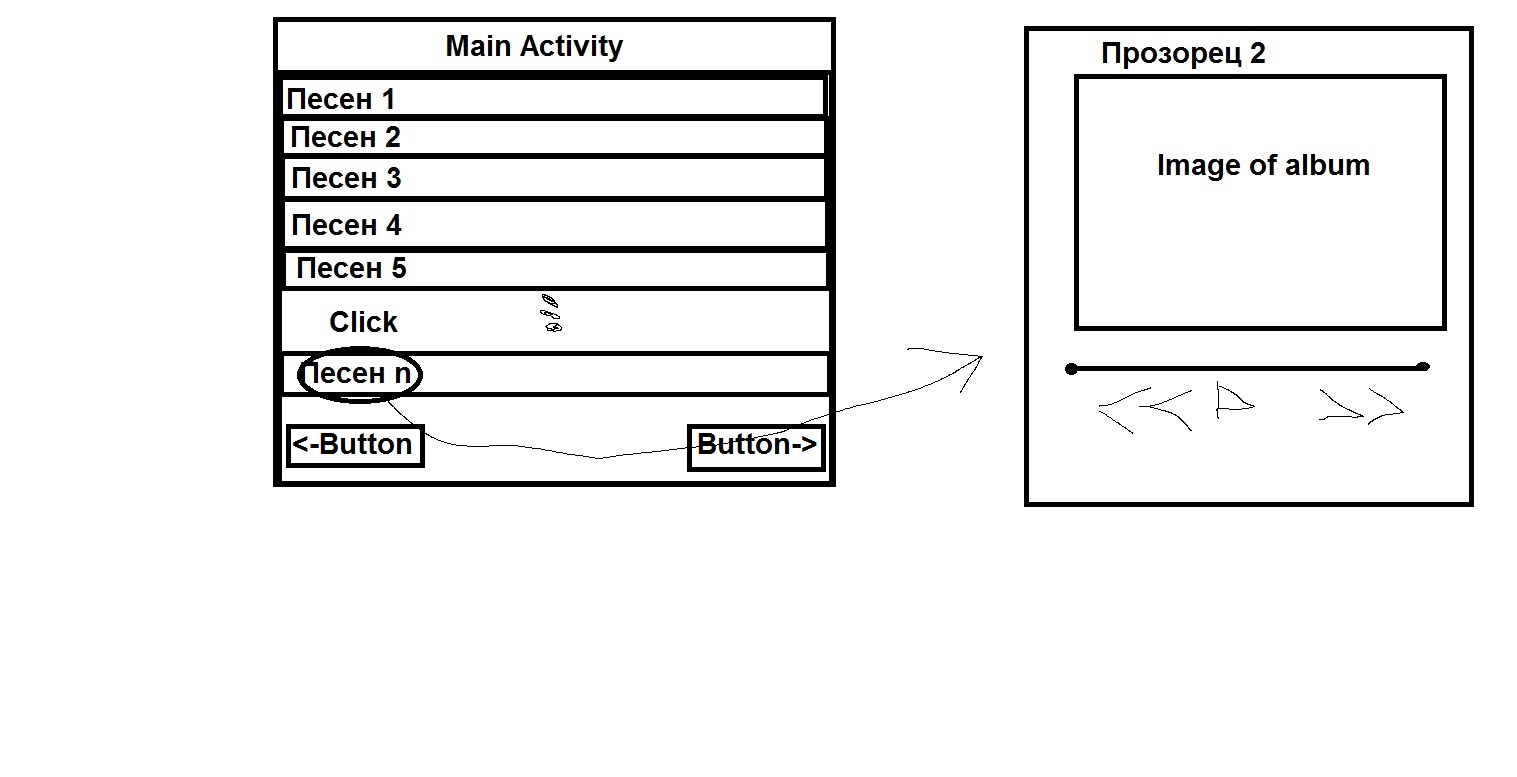 Main Activity
Песен 1
Песен 2
Песен 3
Песен 4
Песен 5
Click
Песен n
<-Button
Button->
Прозорец 2
Image of album